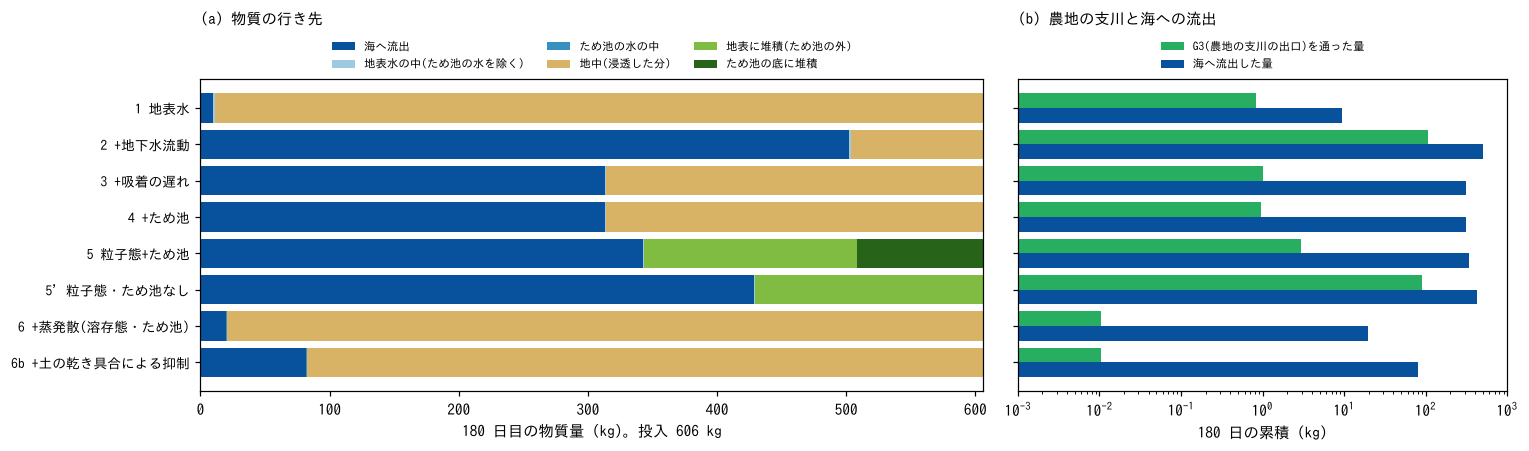 (a) 物質の行き先
海へ流出
地表水の中(ため池の水を除く)
ため池の水の中
地中(浸透した分)
地表に堆積(ため池の外)
ため池の底に堆積
1 地表水
2 +地下水流動
3 +吸着の遅れ
4 +ため池
5 粒子態+ため池
5’ 粒子態・ため池なし
6 +蒸発散(溶存態・ため池)
6b +土の乾き具合による抑制
0 100 200 300 400 500 600
180 日目の物質量 (kg)。投入 606 kg
(b) 農地の支川と海への流出
G3(農地の支川の出口)を通った量
海へ流出した量
10⁻³ 10⁻² 10⁻¹ 10⁰ 10¹ 10² 10³
180 日の累積 (kg)